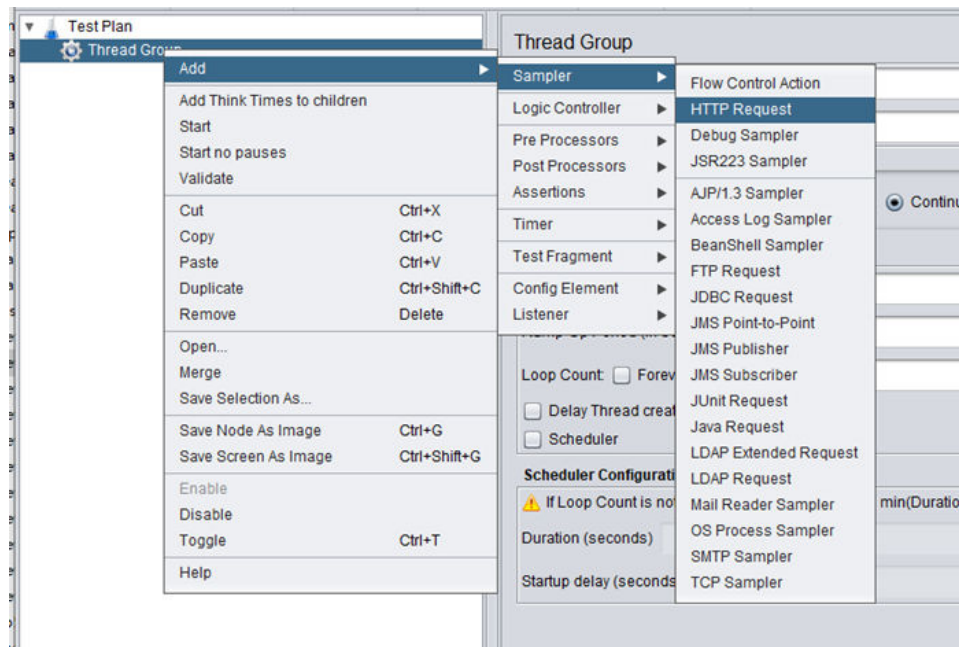 Test Plan
Thread Group
Add
Add Think Times to children
Start
Start no pauses
Validate
Cut Ctrl+X
Copy Ctrl+C
Paste Ctrl+V
Duplicate Ctrl+Shift+C
Remove Delete
Open...
Merge
Save Selection As...
Save Node As Image Ctrl+G
Save Screen As Image Ctrl+Shift+G
Enable
Disable
Toggle Ctrl+T
Help
Thread Group
Sampler
Logic Controller
Pre Processors
Post Processors
Assertions
Timer
Test Fragment
Config Element
Listener
Flow Control Action
HTTP Request
Debug Sampler
JSR223 Sampler
AJP/1.3 Sampler
Access Log Sampler
BeanShell Sampler
FTP Request
JDBC Request
JMS Point-to-Point
JMS Publisher
JMS Subscriber
JUnit Request
Java Request
LDAP Extended Request
LDAP Request
Mail Reader Sampler
OS Process Sampler
SMTP Sampler
TCP Sampler
Continu
Loop Count: Forev
Delay Thread creat
Scheduler
Scheduler Configurati
If Loop Count is no min(Duratio
Duration (seconds)
Startup delay (seconds